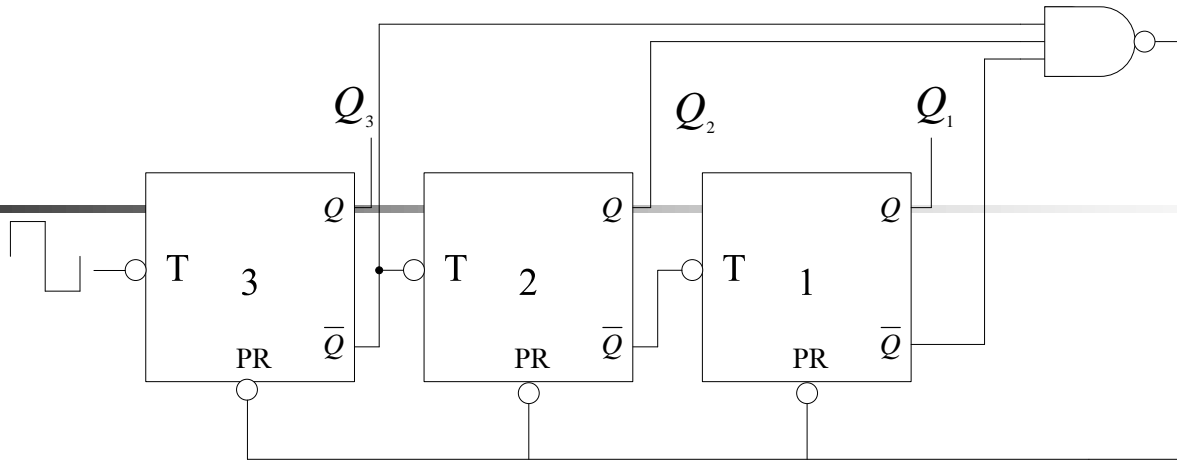 Q₃ Q₂ Q₁
Q Q Q
T T T
3 2 1
Q̅ Q̅ Q̅
PR PR PR